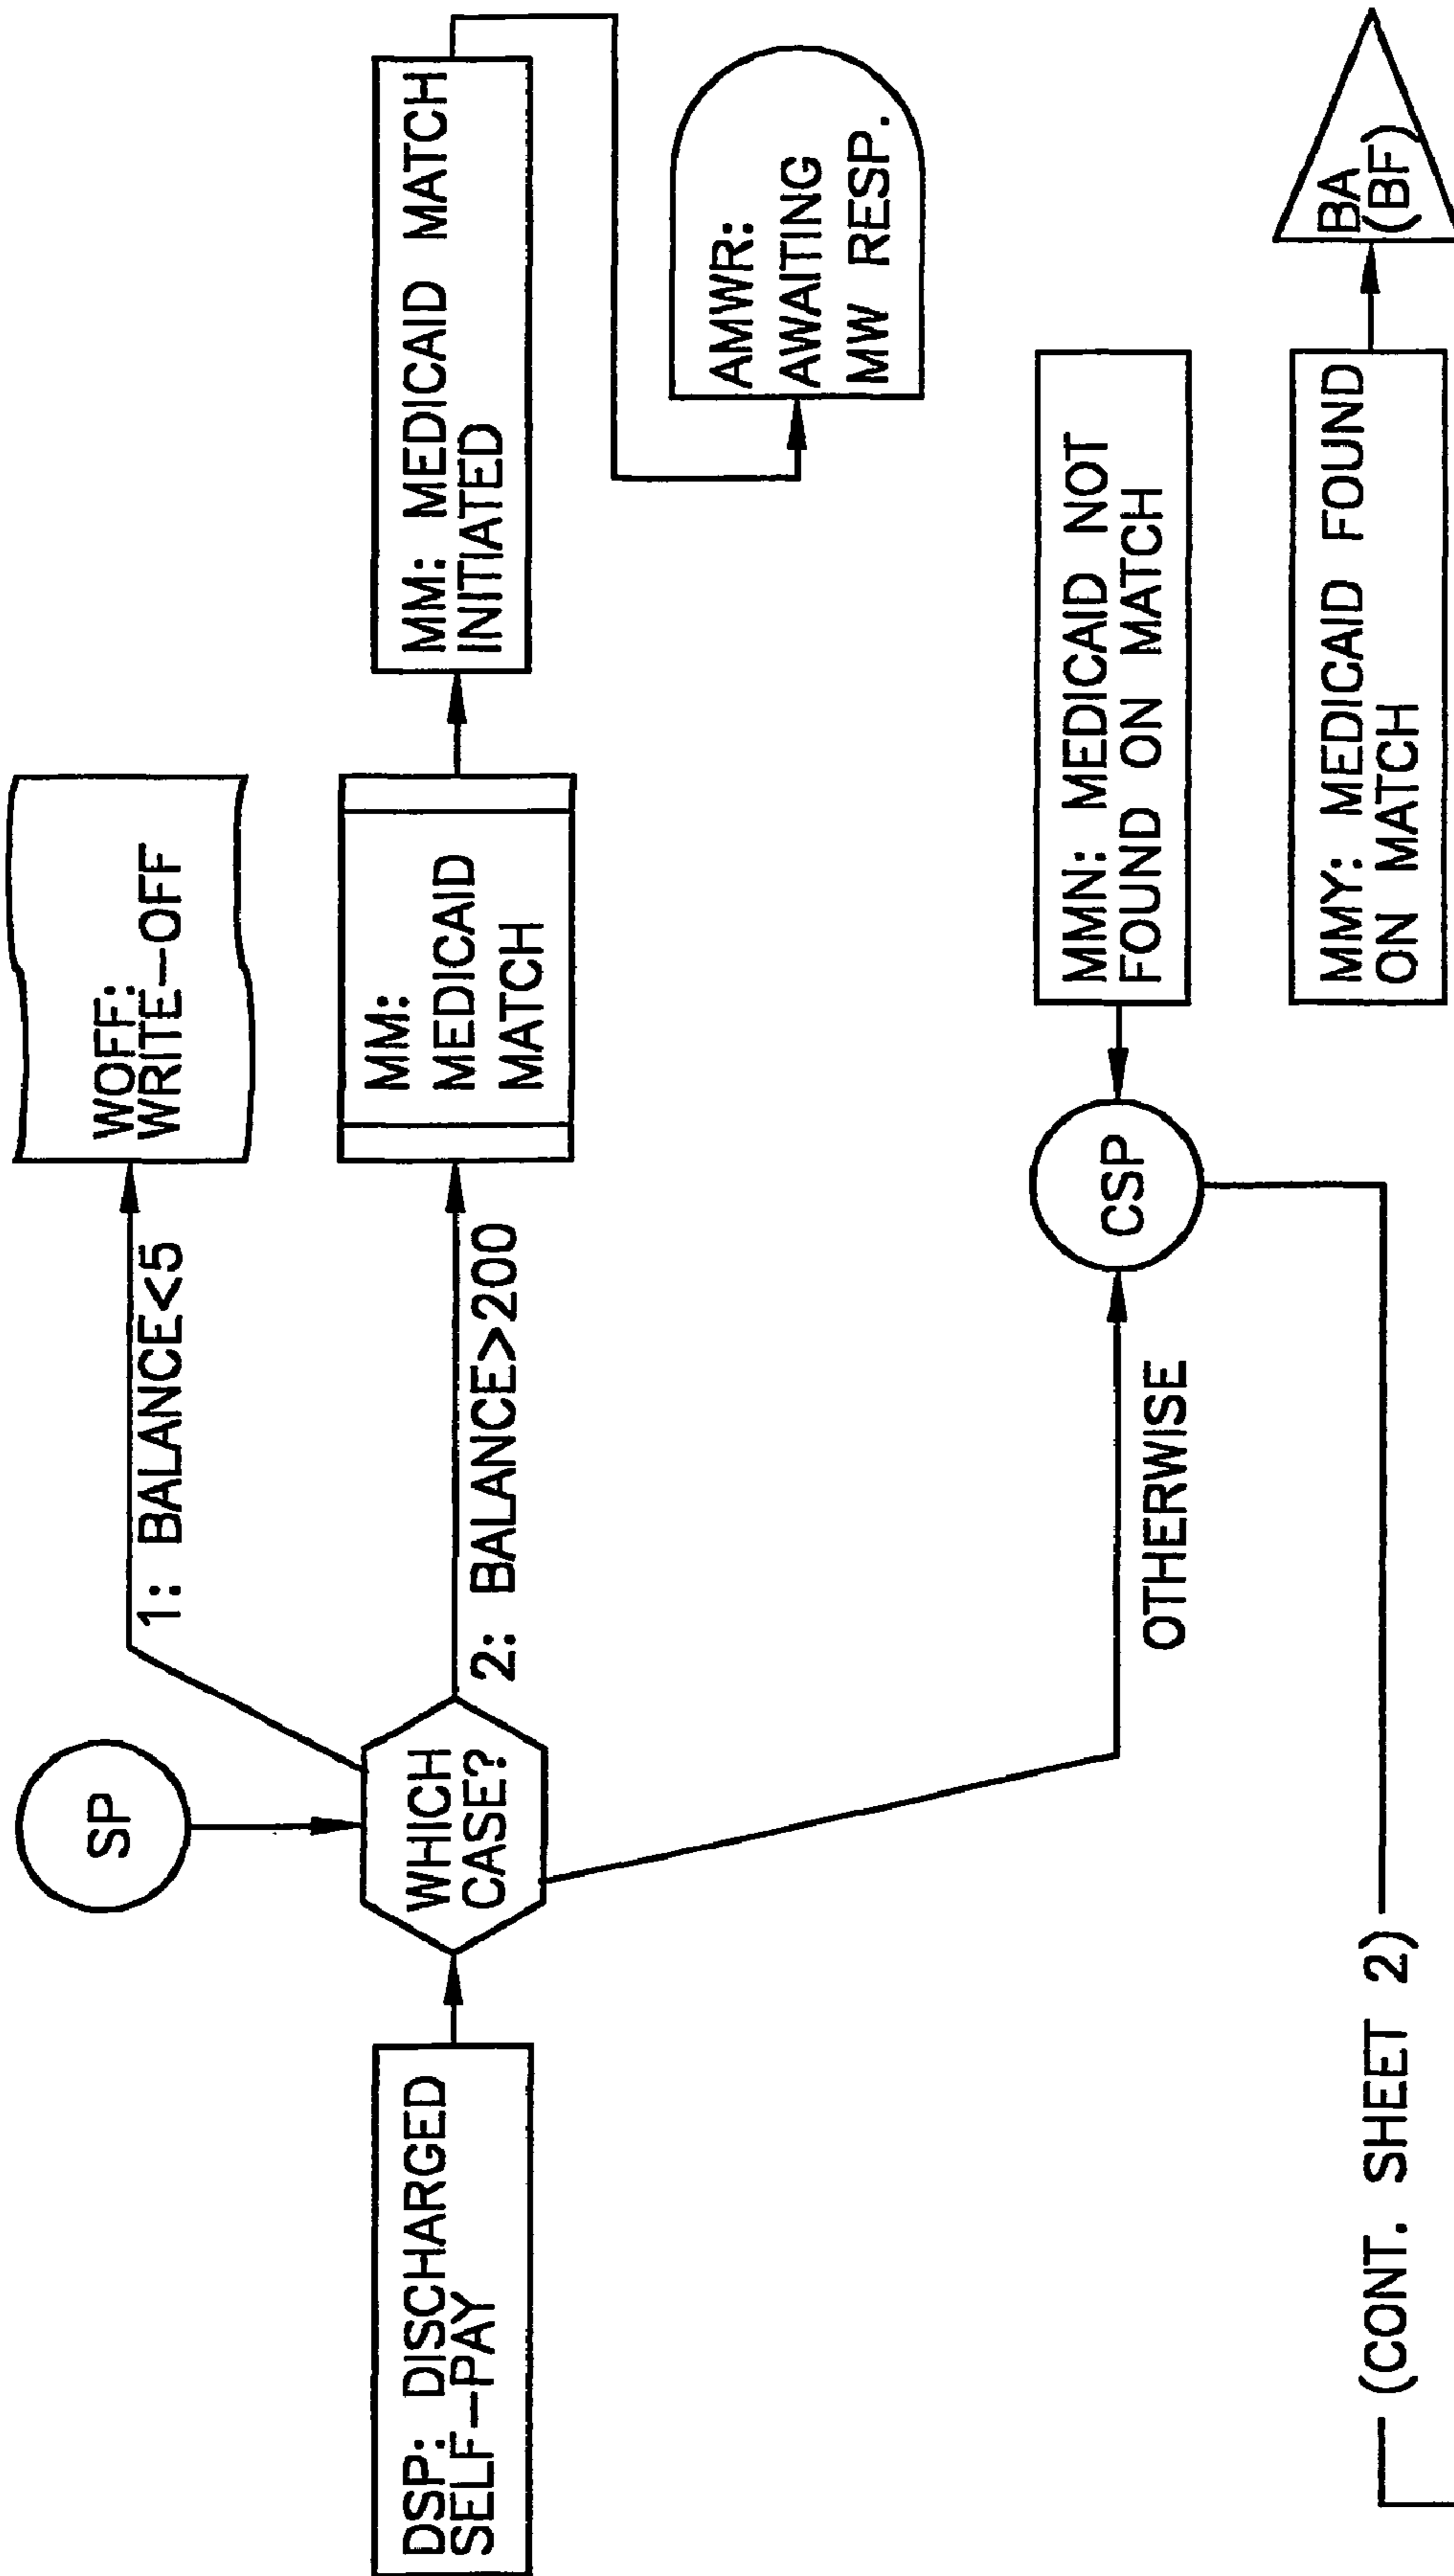 SP
DSP: DISCHARGED
SELF-PAY
WHICH
CASE?
1: BALANCE<5
WOFF:
WRITE-OFF
2: BALANCE>200
MM:
MEDICAID
MATCH
MM: MEDICAID MATCH
INITIATED
AMWR:
AWAITING
MW RESP.
OTHERWISE
CSP
MMN: MEDICAID NOT
FOUND ON MATCH
(CONT. SHEET 2)
MMY: MEDICAID FOUND
ON MATCH
BA
(BF)